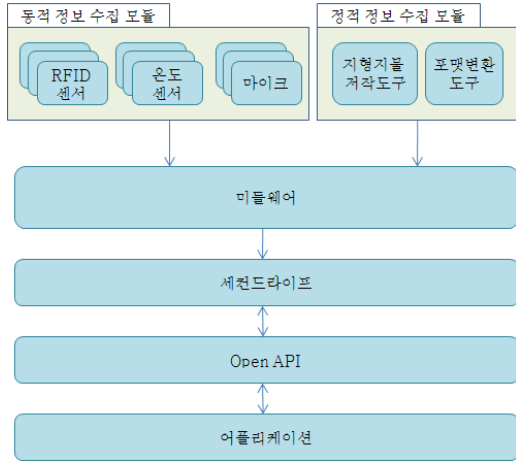 동적 정보 수집 모듈
정적 정보 수집 모듈
RFID
센서
온도
센서
마이크
지형지물
저작도구
포맷변환
도구
미들웨어
세컨드라이프
Open API
어플리케이션